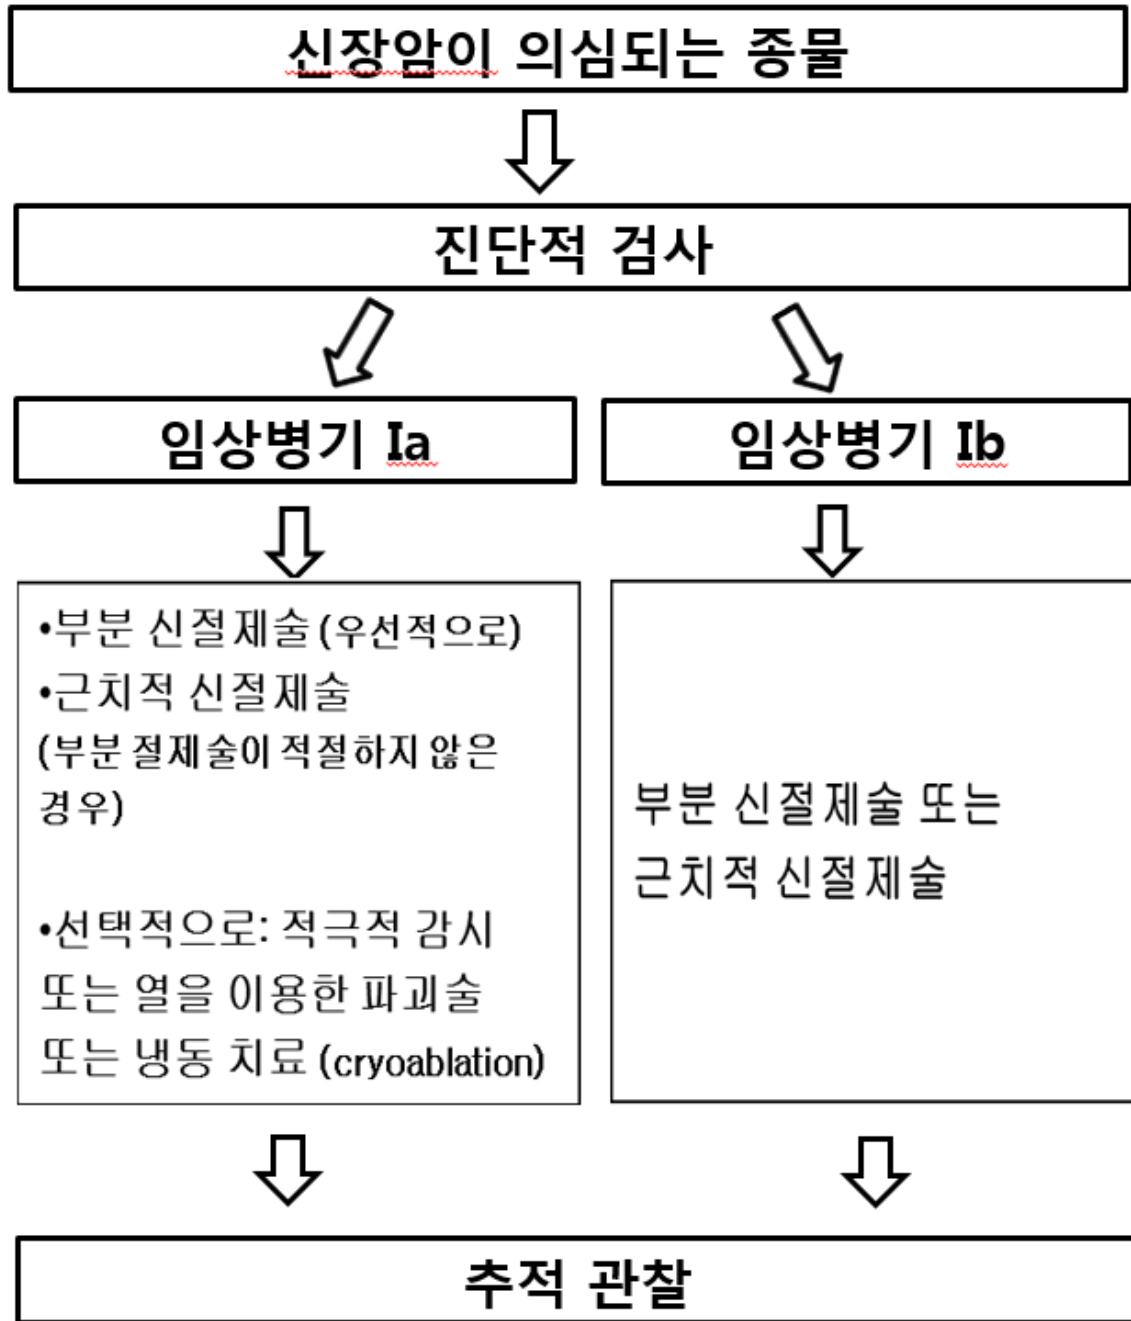 신장암이 의심되는 종물
진단적 검사
임상병기 Ia
임상병기 Ib
•부분 신절제술 (우선적으로)
•근치적 신절제술
(부분 절제술이 적절하지 않은
경우)
•선택적으로: 적극적 감시
또는 열을 이용한 파괴술
또는 냉동 치료 (cryoablation)
부분 신절제술 또는
근치적 신절제술
추적 관찰